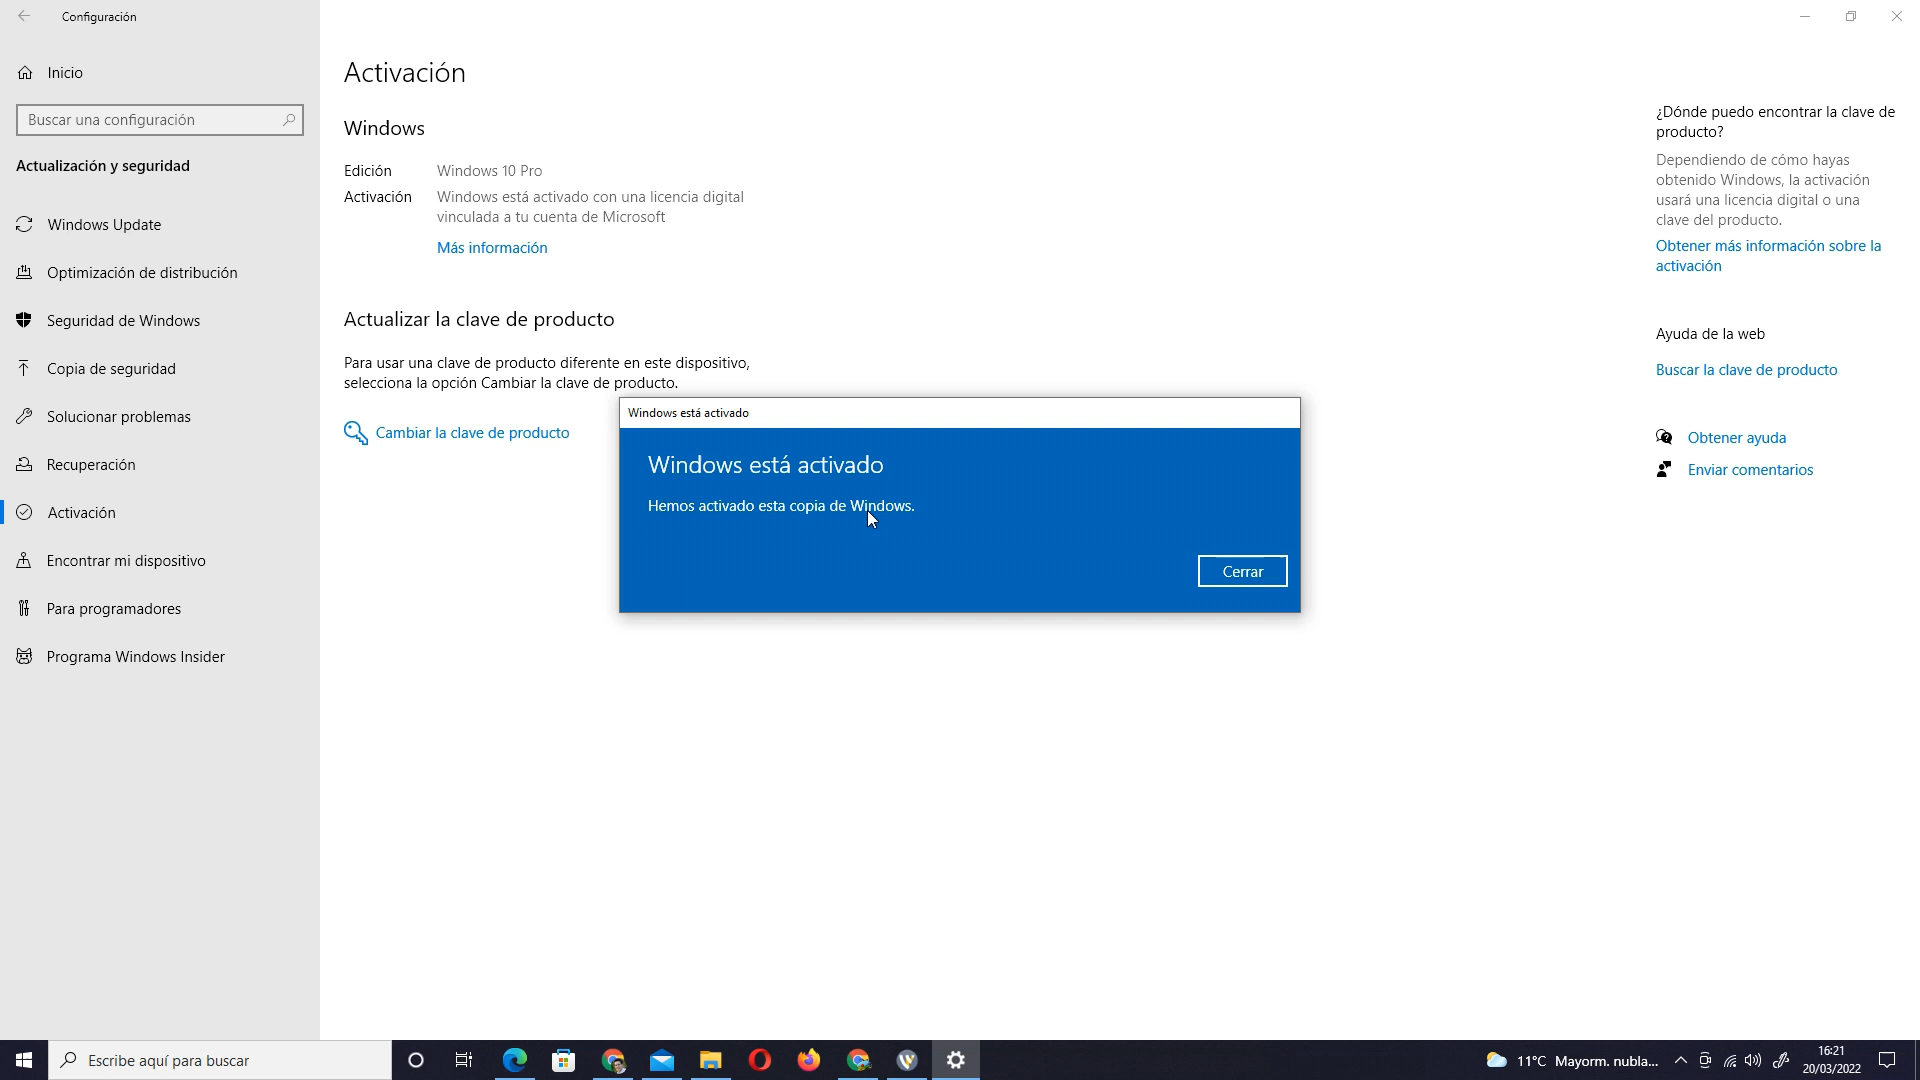 Configuración
Inicio
Buscar una configuración
Actualización y seguridad
Windows Update
Optimización de distribución
Seguridad de Windows
Copia de seguridad
Solucionar problemas
Recuperación
Activación
Encontrar mi dispositivo
Para programadores
Programa Windows Insider
Activación
Windows
Edición Windows 10 Pro
Activación Windows está activado con una licencia digital
vinculada a tu cuenta de Microsoft
Más información
Actualizar la clave de producto
Para usar una clave de producto diferente en este dispositivo,
selecciona la opción Cambiar la clave de producto.
Cambiar la clave de producto
Windows está activado
Windows está activado
Hemos activado esta copia de Windows.
Cerrar
¿Dónde puedo encontrar la clave de
producto?
Dependiendo de cómo hayas
obtenido Windows, la activación
usará una licencia digital o una
clave del producto.
Obtener más información sobre la
activación
Ayuda de la web
Buscar la clave de producto
Obtener ayuda
Enviar comentarios
Escribe aquí para buscar
11°C Mayorm. nubla...
16:21
20/03/2022